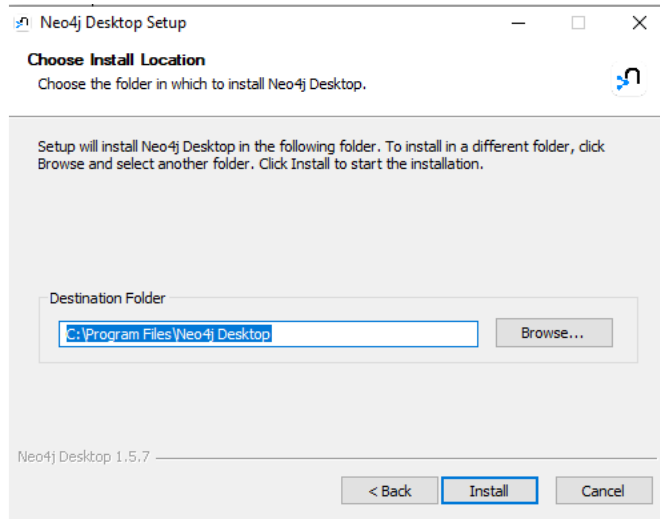 Neo4j Desktop Setup
Choose Install Location
Choose the folder in which to install Neo4j Desktop.
Setup will install Neo4j Desktop in the following folder. To install in a different folder, click
Browse and select another folder. Click Install to start the installation.
Destination Folder
C:\Program Files\Neo4j Desktop
Browse...
Neo4j Desktop 1.5.7
< Back
Install
Cancel